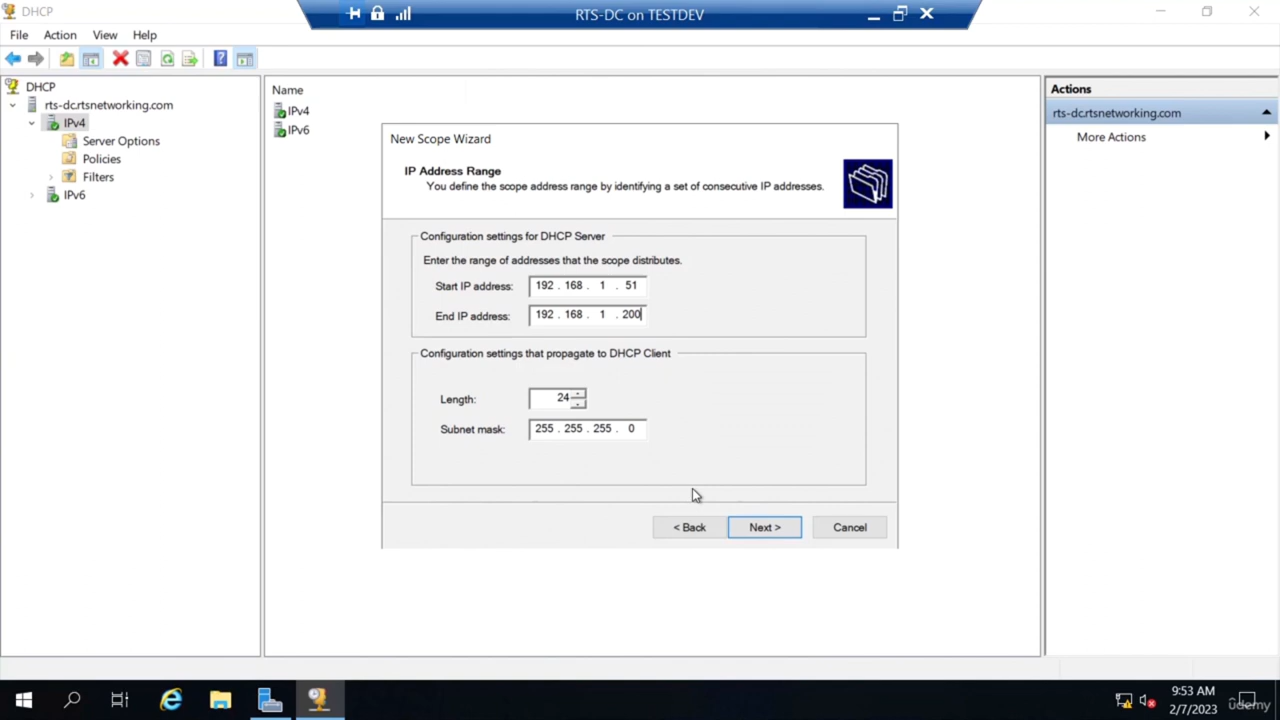 DHCP
RTS-DC on TESTDEV
File Action View Help
DHCP
rts-dc.rtsnetworking.com
IPv4
Server Options
Policies
Filters
IPv6
Name
IPv4
IPv6
New Scope Wizard
IP Address Range
You define the scope address range by identifying a set of consecutive IP addresses.
Configuration settings for DHCP Server
Enter the range of addresses that the scope distributes.
Start IP address: 192 . 168 . 1 . 51
End IP address: 192 . 168 . 1 . 200
Configuration settings that propagate to DHCP Client
Length: 24
Subnet mask: 255 . 255 . 255 . 0
< Back Next > Cancel
Actions
rts-dc.rtsnetworking.com
More Actions
9:53 AM
2/7/2023
udemy